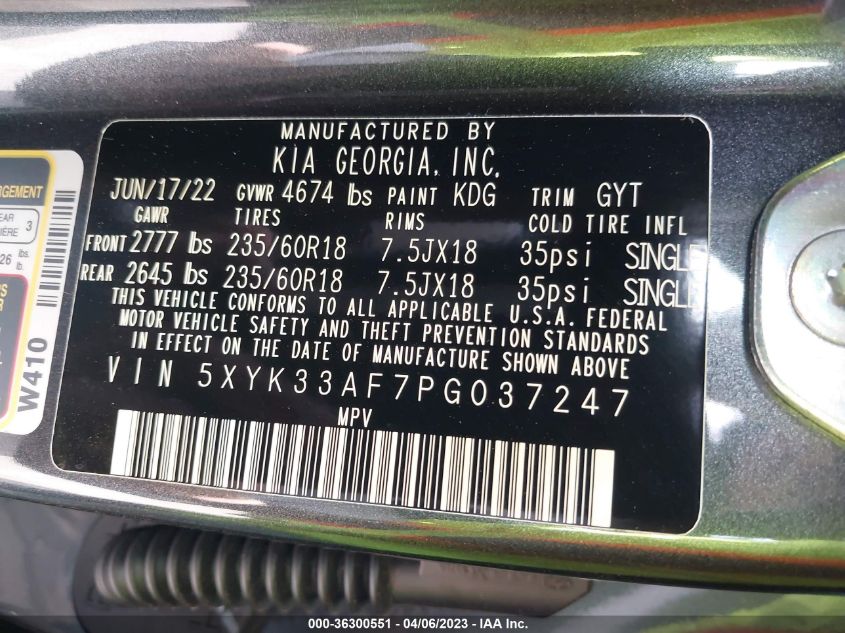 MANUFACTURED BY
KIA GEORGIA, INC.
JUN/17/22 GVWR 4674 lbs PAINT KDG TRIM GYT
GAWR TIRES RIMS COLD TIRE INFL
FRONT 2777 lbs 235/60R18 7.5JX18 35psi SINGLE
REAR 2645 lbs 235/60R18 7.5JX18 35psi SINGLE
THIS VEHICLE CONFORMS TO ALL APPLICABLE U.S.A. FEDERAL
MOTOR VEHICLE SAFETY AND THEFT PREVENTION STANDARDS
IN EFFECT ON THE DATE OF MANUFACTURE SHOWN ABOVE
VIN 5XYK33AF7PG037247
MPV
3
26
lb.
W410
000-36300551 - 04/06/2023 - IAA Inc.